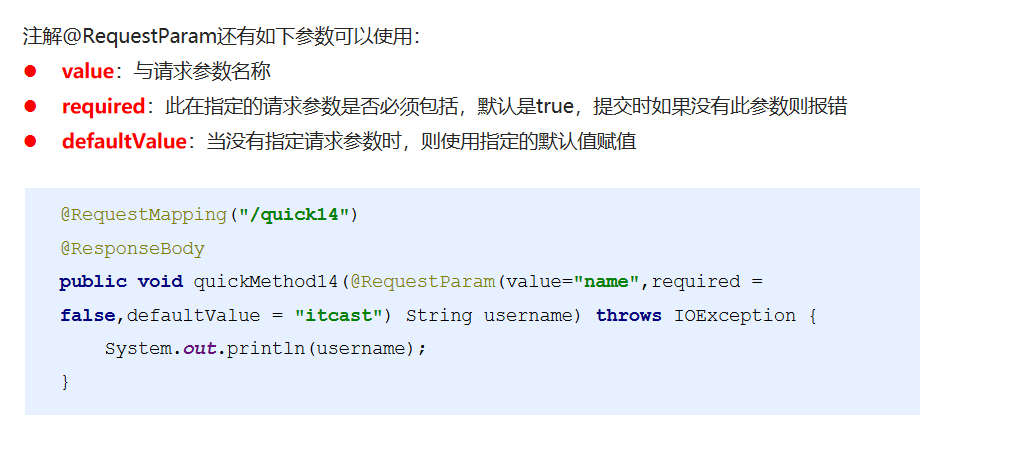 注解@RequestParam还有如下参数可以使用：
● value：与请求参数名称
● required：此在指定的请求参数是否必须包括，默认是true，提交时如果没有此参数则报错
● defaultValue：当没有指定请求参数时，则使用指定的默认值赋值
@RequestMapping("/quick14")
@ResponseBody
public void quickMethod14(@RequestParam(value="name",required =
false,defaultValue = "itcast") String username) throws IOException {
    System.out.println(username);
}